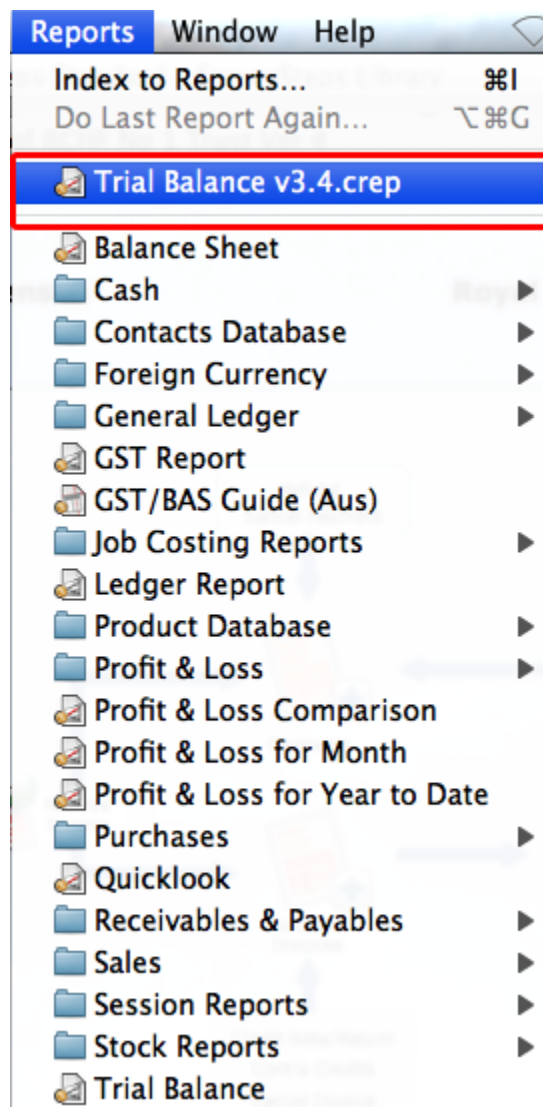 Reports Window Help
Index to Reports... ⌘I
Do Last Report Again... ⌥⌘G
Trial Balance v3.4.crep
Balance Sheet
Cash
Contacts Database
Foreign Currency
General Ledger
GST Report
GST/BAS Guide (Aus)
Job Costing Reports
Ledger Report
Product Database
Profit & Loss
Profit & Loss Comparison
Profit & Loss for Month
Profit & Loss for Year to Date
Purchases
Quicklook
Receivables & Payables
Sales
Session Reports
Stock Reports
Trial Balance